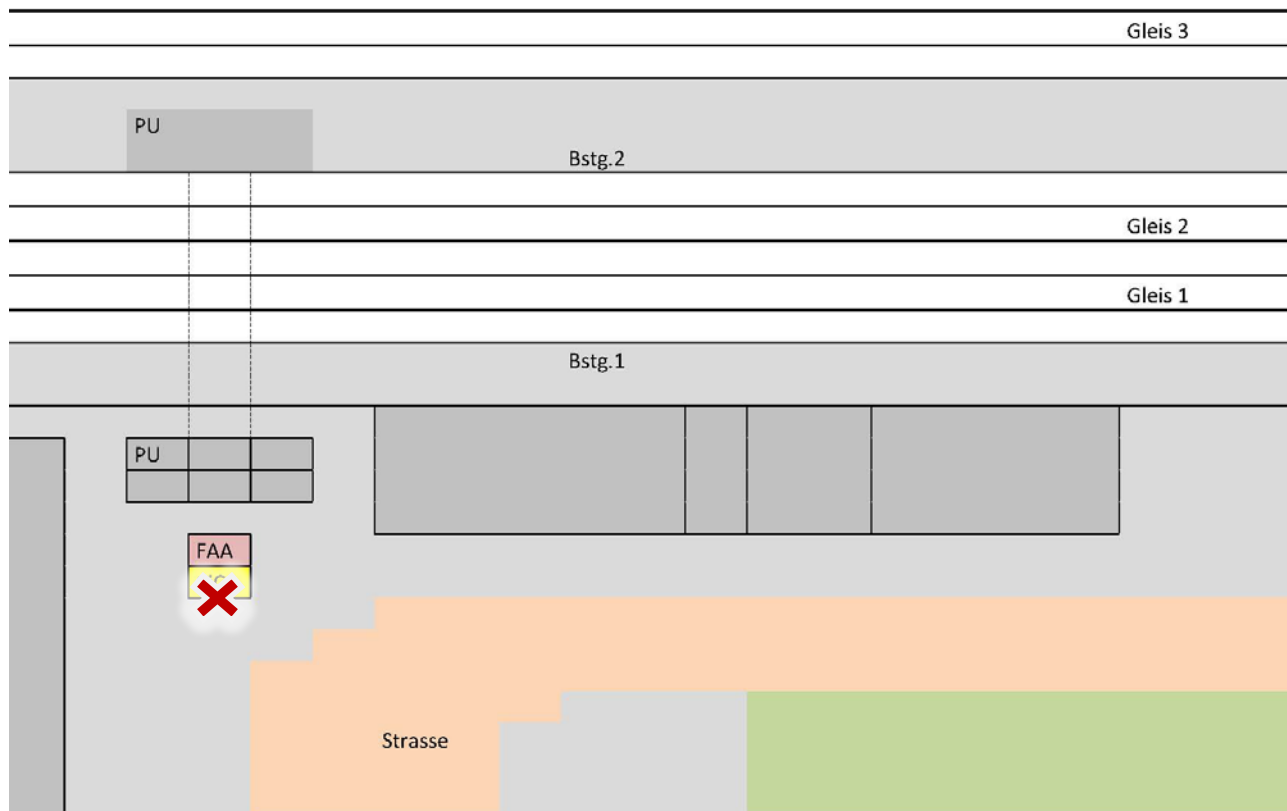 Gleis 3
PU
Bstg.2
Gleis 2
Gleis 1
Bstg.1
PU
FAA
Strasse